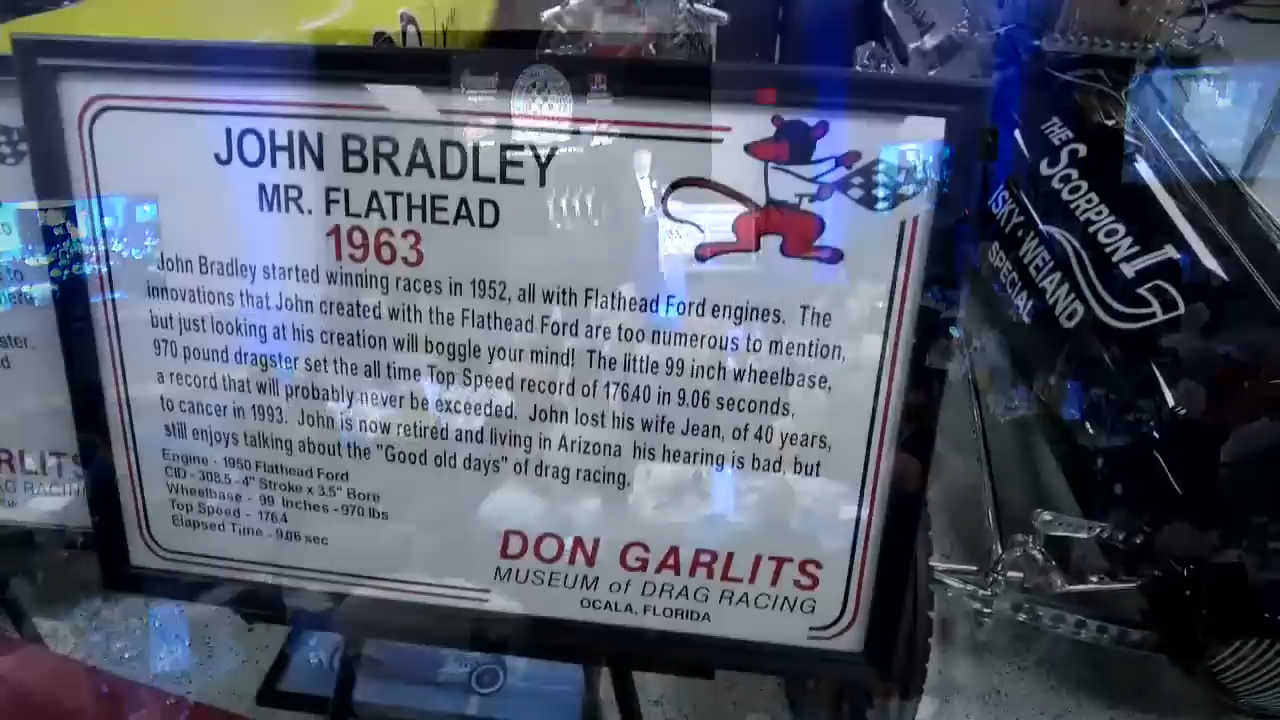 JOHN BRADLEY
MR. FLATHEAD
1963
John Bradley started winning races in 1952, all with Flathead Ford engines. The
innovations that John created with the Flathead Ford are too numerous to mention,
but just looking at his creation will boggle your mind! The little 99 inch wheelbase,
970 pound dragster set the all time Top Speed record of 176.40 in 9.06 seconds,
a record that will probably never be exceeded. John lost his wife Jean, of 40 years,
to cancer in 1993. John is now retired and living in Arizona his hearing is bad, but
still enjoys talking about the "Good old days" of drag racing.
Engine - 1950 Flathead Ford
CID - 308.5 - 4" Stroke x 3.5" Bore
Wheelbase - 99 Inches - 970 lbs
Top Speed - 176.4
Elapsed Time - 9.06 sec
DON GARLITS
MUSEUM of DRAG RACING
OCALA, FLORIDA
THE
SCORPION II
ISKY - WEIAND
SPECIAL
RLITS